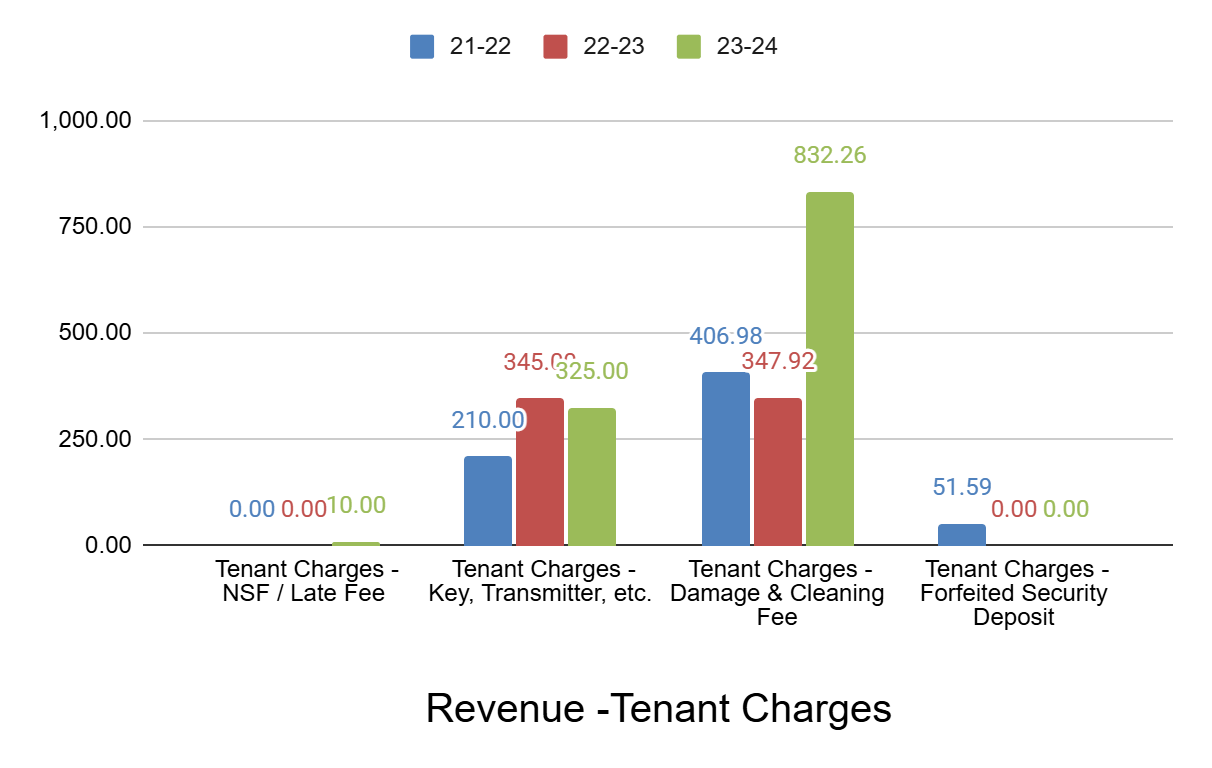 21-22 22-23 23-24
1,000.00
832.26
750.00
500.00
406.98
345.00 325.00 347.92
210.00
250.00
51.59
0.00 0.00 10.00 0.00 0.00
0.00
Tenant Charges - Tenant Charges - Tenant Charges - Tenant Charges -
NSF / Late Fee Key, Transmitter, etc. Damage & Cleaning Forfeited Security
Fee Deposit
Revenue -Tenant Charges